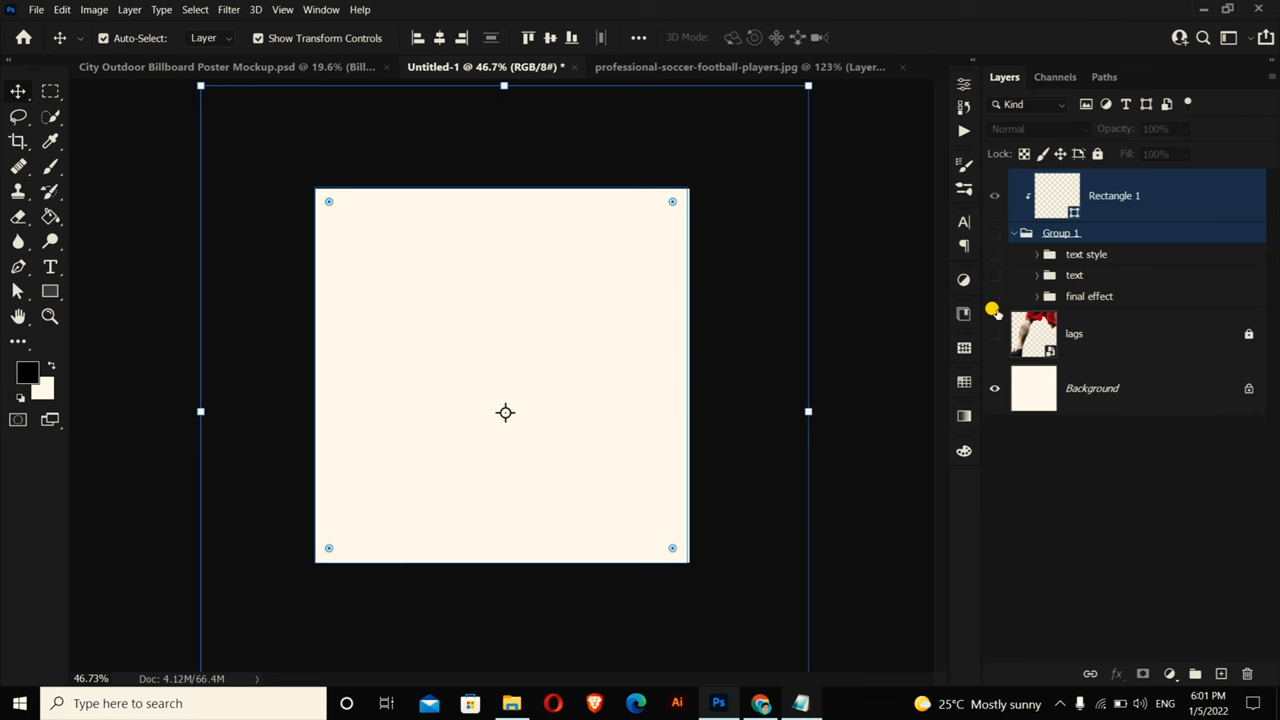 Ps File Edit Image Layer Type Select Filter 3D View Window Help
Auto-Select: Layer Show Transform Controls 3D Mode:
City Outdoor Billboard Poster Mockup.psd @ 19.6% (Bill... × Untitled-1 @ 46.7% (RGB/8#) * × professional-soccer-football-players.jpg @ 123% (Layer... ×
Layers Channels Paths
Kind
Normal Opacity: 100%
Lock: Fill: 100%
Rectangle 1
Group 1
text style
text
final effect
lags
Background
46.73% Doc: 4.12M/66.4M
Type here to search
Ai Ps
25°C Mostly sunny ENG
6:01 PM
1/5/2022